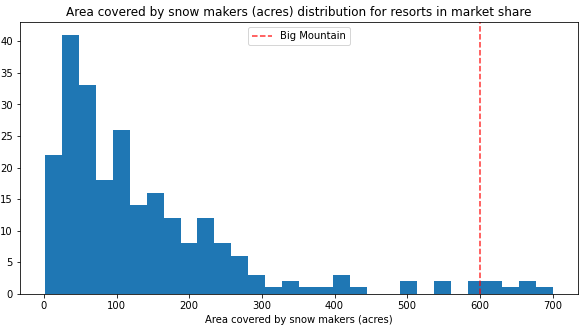 Area covered by snow makers (acres) distribution for resorts in market share
Big Mountain
40
35
30
25
20
15
10
5
0
0 100 200 300 400 500 600 700
Area covered by snow makers (acres)